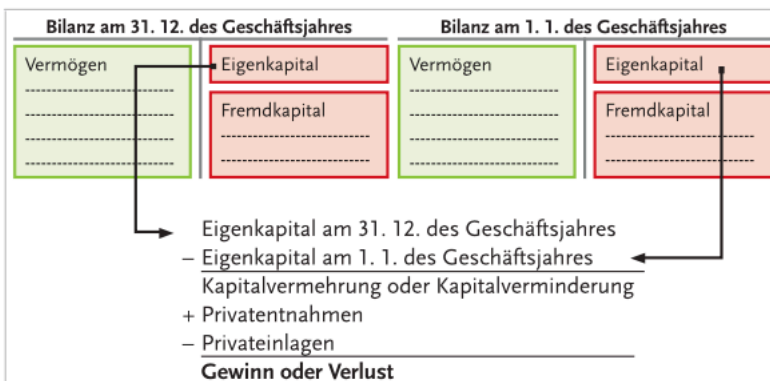 Bilanz am 31. 12. des Geschäftsjahres
Vermögen
Eigenkapital
Fremdkapital
Bilanz am 1. 1. des Geschäftsjahres
Vermögen
Eigenkapital
Fremdkapital
Eigenkapital am 31. 12. des Geschäftsjahres
– Eigenkapital am 1. 1. des Geschäftsjahres
Kapitalvermehrung oder Kapitalverminderung
+ Privatentnahmen
– Privateinlagen
Gewinn oder Verlust